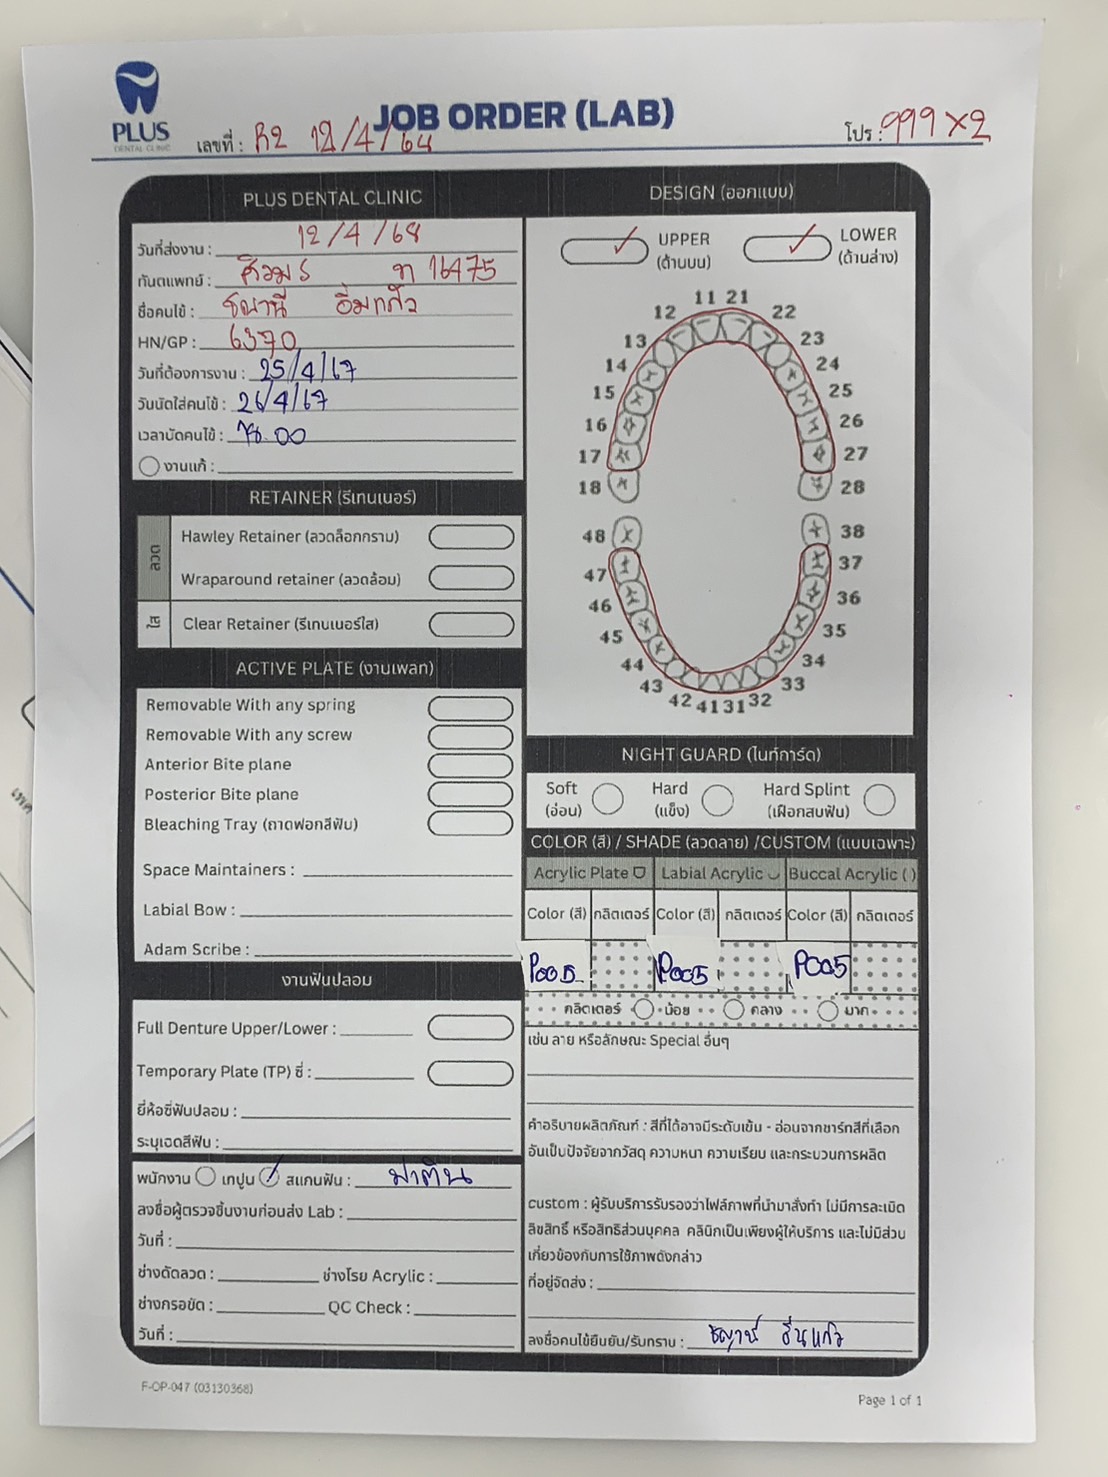 PLUS
DENTAL CLINIC
JOB ORDER (LAB)
เลขที่ : R2 12/4/68
โปร : 999 x 2
PLUS DENTAL CLINIC
วันที่ส่งงาน : 12/4/68
ทันตแพทย์ : ศิวมร ท 16475
ชื่อคนไข้ : อิ่มแก้ว
HN/GP : 6370
วันที่ต้องการงาน : 25/4/67
วันนัดใส่คนไข้ : 26/4/67
เวลานัดคนไข้ :
งานแก้ :
RETAINER (รีเทนเนอร์)
ลวด
Hawley Retainer (ลวดล็อกกราม)
Wraparound retainer (ลวดล้อม)
ใส
Clear Retainer (รีเทนเนอร์ใส)
ACTIVE PLATE (งานเพลท)
Removable With any spring
Removable With any screw
Anterior Bite plane
Posterior Bite plane
Bleaching Tray (ถาดฟอกสีฟัน)
Space Maintainers :
Labial Bow :
Adam Scribe :
งานฟันปลอม
Full Denture Upper/Lower :
Temporary Plate (TP) ซี่ :
ยี่ห้อซี่ฟันปลอม :
ระบุเฉดสีฟัน :
พนักงาน เทปูน สแกนฟัน : มาติน
ลงชื่อผู้ตรวจชิ้นงานก่อนส่ง Lab :
วันที่ :
ช่างดัดลวด : ช่างโรย Acrylic :
ช่างกรอขัด : QC Check :
วันที่ :
DESIGN (ออกแบบ)
UPPER
(ด้านบน)
LOWER
(ด้านล่าง)
11 21
12 22
13 23
14 24
15 25
16 26
17 27
18 28
48 38
47 37
46 36
45 35
44 34
43 33
42 41 31 32
NIGHT GUARD (ไนท์การ์ด)
Soft
(อ่อน)
Hard
(แข็ง)
Hard Splint
(เฝือกสบฟัน)
COLOR (สี) / SHADE (ลวดลาย) /CUSTOM (แบบเฉพาะ)
Acrylic Plate Labial Acrylic Buccal Acrylic ( )
Color (สี) กลิตเตอร์ Color (สี) กลิตเตอร์ Color (สี) กลิตเตอร์
P005 P005 P005
กลิตเตอร์ น้อย กลาง มาก
เช่น ลาย หรือลักษณะ Special อื่นๆ
คำอธิบายผลิตภัณฑ์ : สีที่ได้อาจมีระดับเข้ม - อ่อนจากชาร์ทสีที่เลือก
อันเป็นปัจจัยจากวัสดุ ความหนา ความเรียบ และกระบวนการผลิต
custom : ผู้รับบริการรับรองว่าไฟล์ภาพที่นำมาสั่งทำ ไม่มีการละเมิด
ลิขสิทธิ์ หรือสิทธิส่วนบุคคล คลินิกเป็นเพียงผู้ให้บริการ และไม่มีส่วน
เกี่ยวข้องกับการใช้ภาพดังกล่าว
ที่อยู่จัดส่ง :
ลงชื่อคนไข้ยืนยัน/รับทราบ : อิ่มแก้ว
F-OP-047 (03130368)
Page 1 of 1